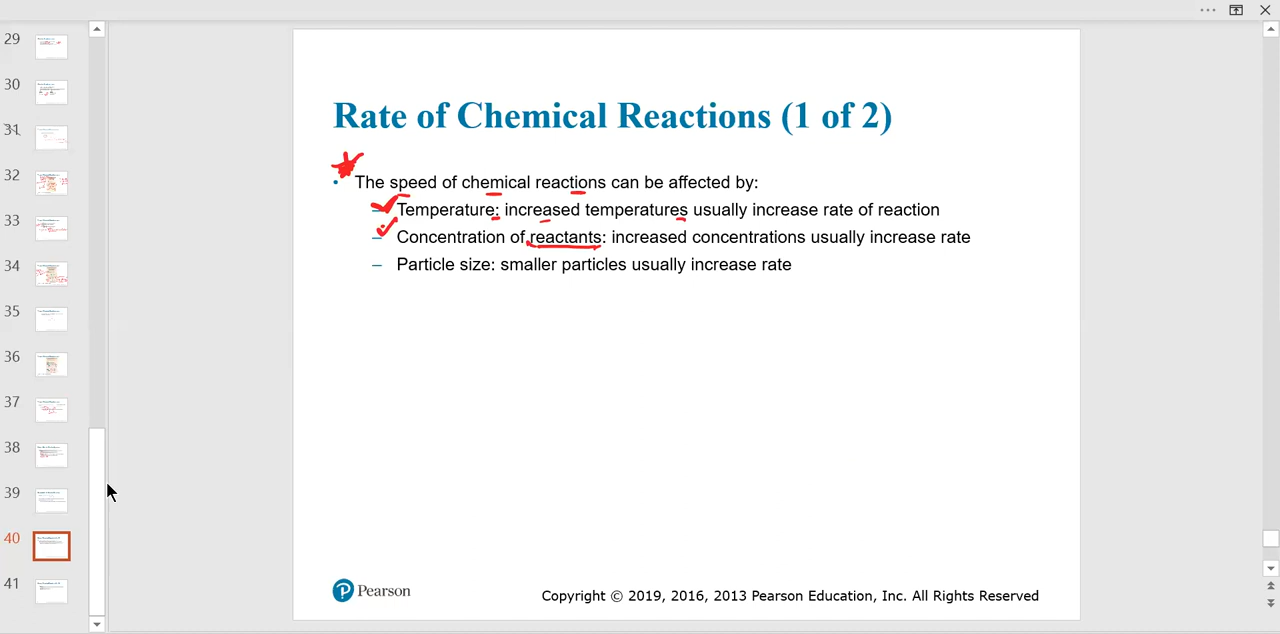 29
30
31
32
33
34
35
36
37
38
39
40
41
Rate of Chemical Reactions (1 of 2)
• The speed of chemical reactions can be affected by:
– Temperature: increased temperatures usually increase rate of reaction
– Concentration of reactants: increased concentrations usually increase rate
– Particle size: smaller particles usually increase rate
P Pearson
Copyright © 2019, 2016, 2013 Pearson Education, Inc. All Rights Reserved